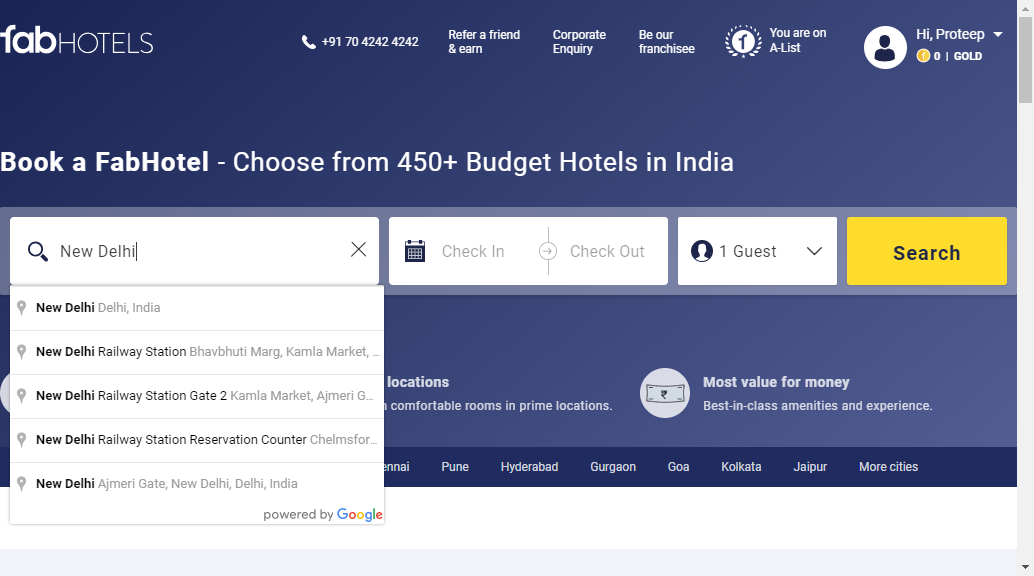 fabHOTELS
+91 70 4242 4242
Refer a friend
& earn
Corporate
Enquiry
Be our
franchisee
f
You are on
A-List
Hi, Proteep
f 0 | GOLD
Book a FabHotel - Choose from 450+ Budget Hotels in India
New Delhi
Check In
Check Out
1 Guest
Search
New Delhi Delhi, India
New Delhi Railway Station Bhavbhuti Marg, Kamla Market, ...
New Delhi Railway Station Gate 2 Kamla Market, Ajmeri G...
New Delhi Railway Station Reservation Counter Chelmsfor...
New Delhi Ajmeri Gate, New Delhi, Delhi, India
powered by Google
locations
comfortable rooms in prime locations.
₹
Most value for money
Best-in-class amenities and experience.
Pune
Hyderabad
Gurgaon
Goa
Kolkata
Jaipur
More cities